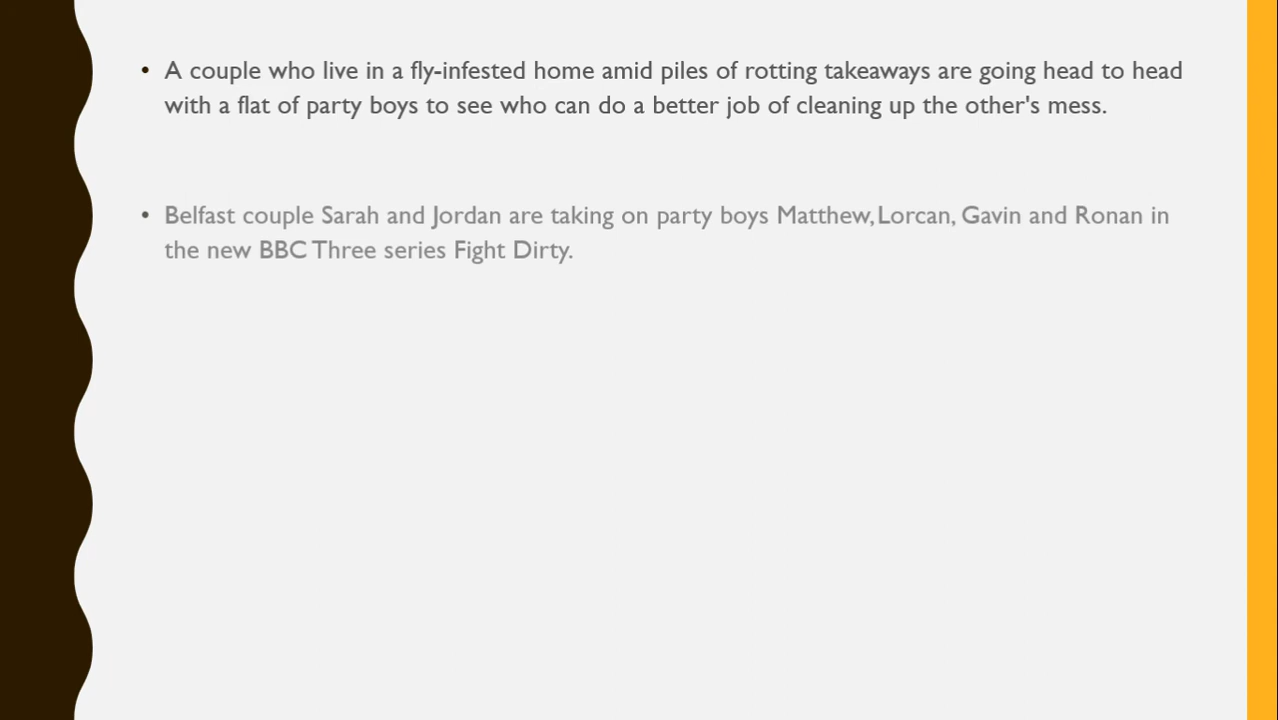 • A couple who live in a fly-infested home amid piles of rotting takeaways are going head to head
with a flat of party boys to see who can do a better job of cleaning up the other's mess.
• Belfast couple Sarah and Jordan are taking on party boys Matthew, Lorcan, Gavin and Ronan in
the new BBC Three series Fight Dirty.